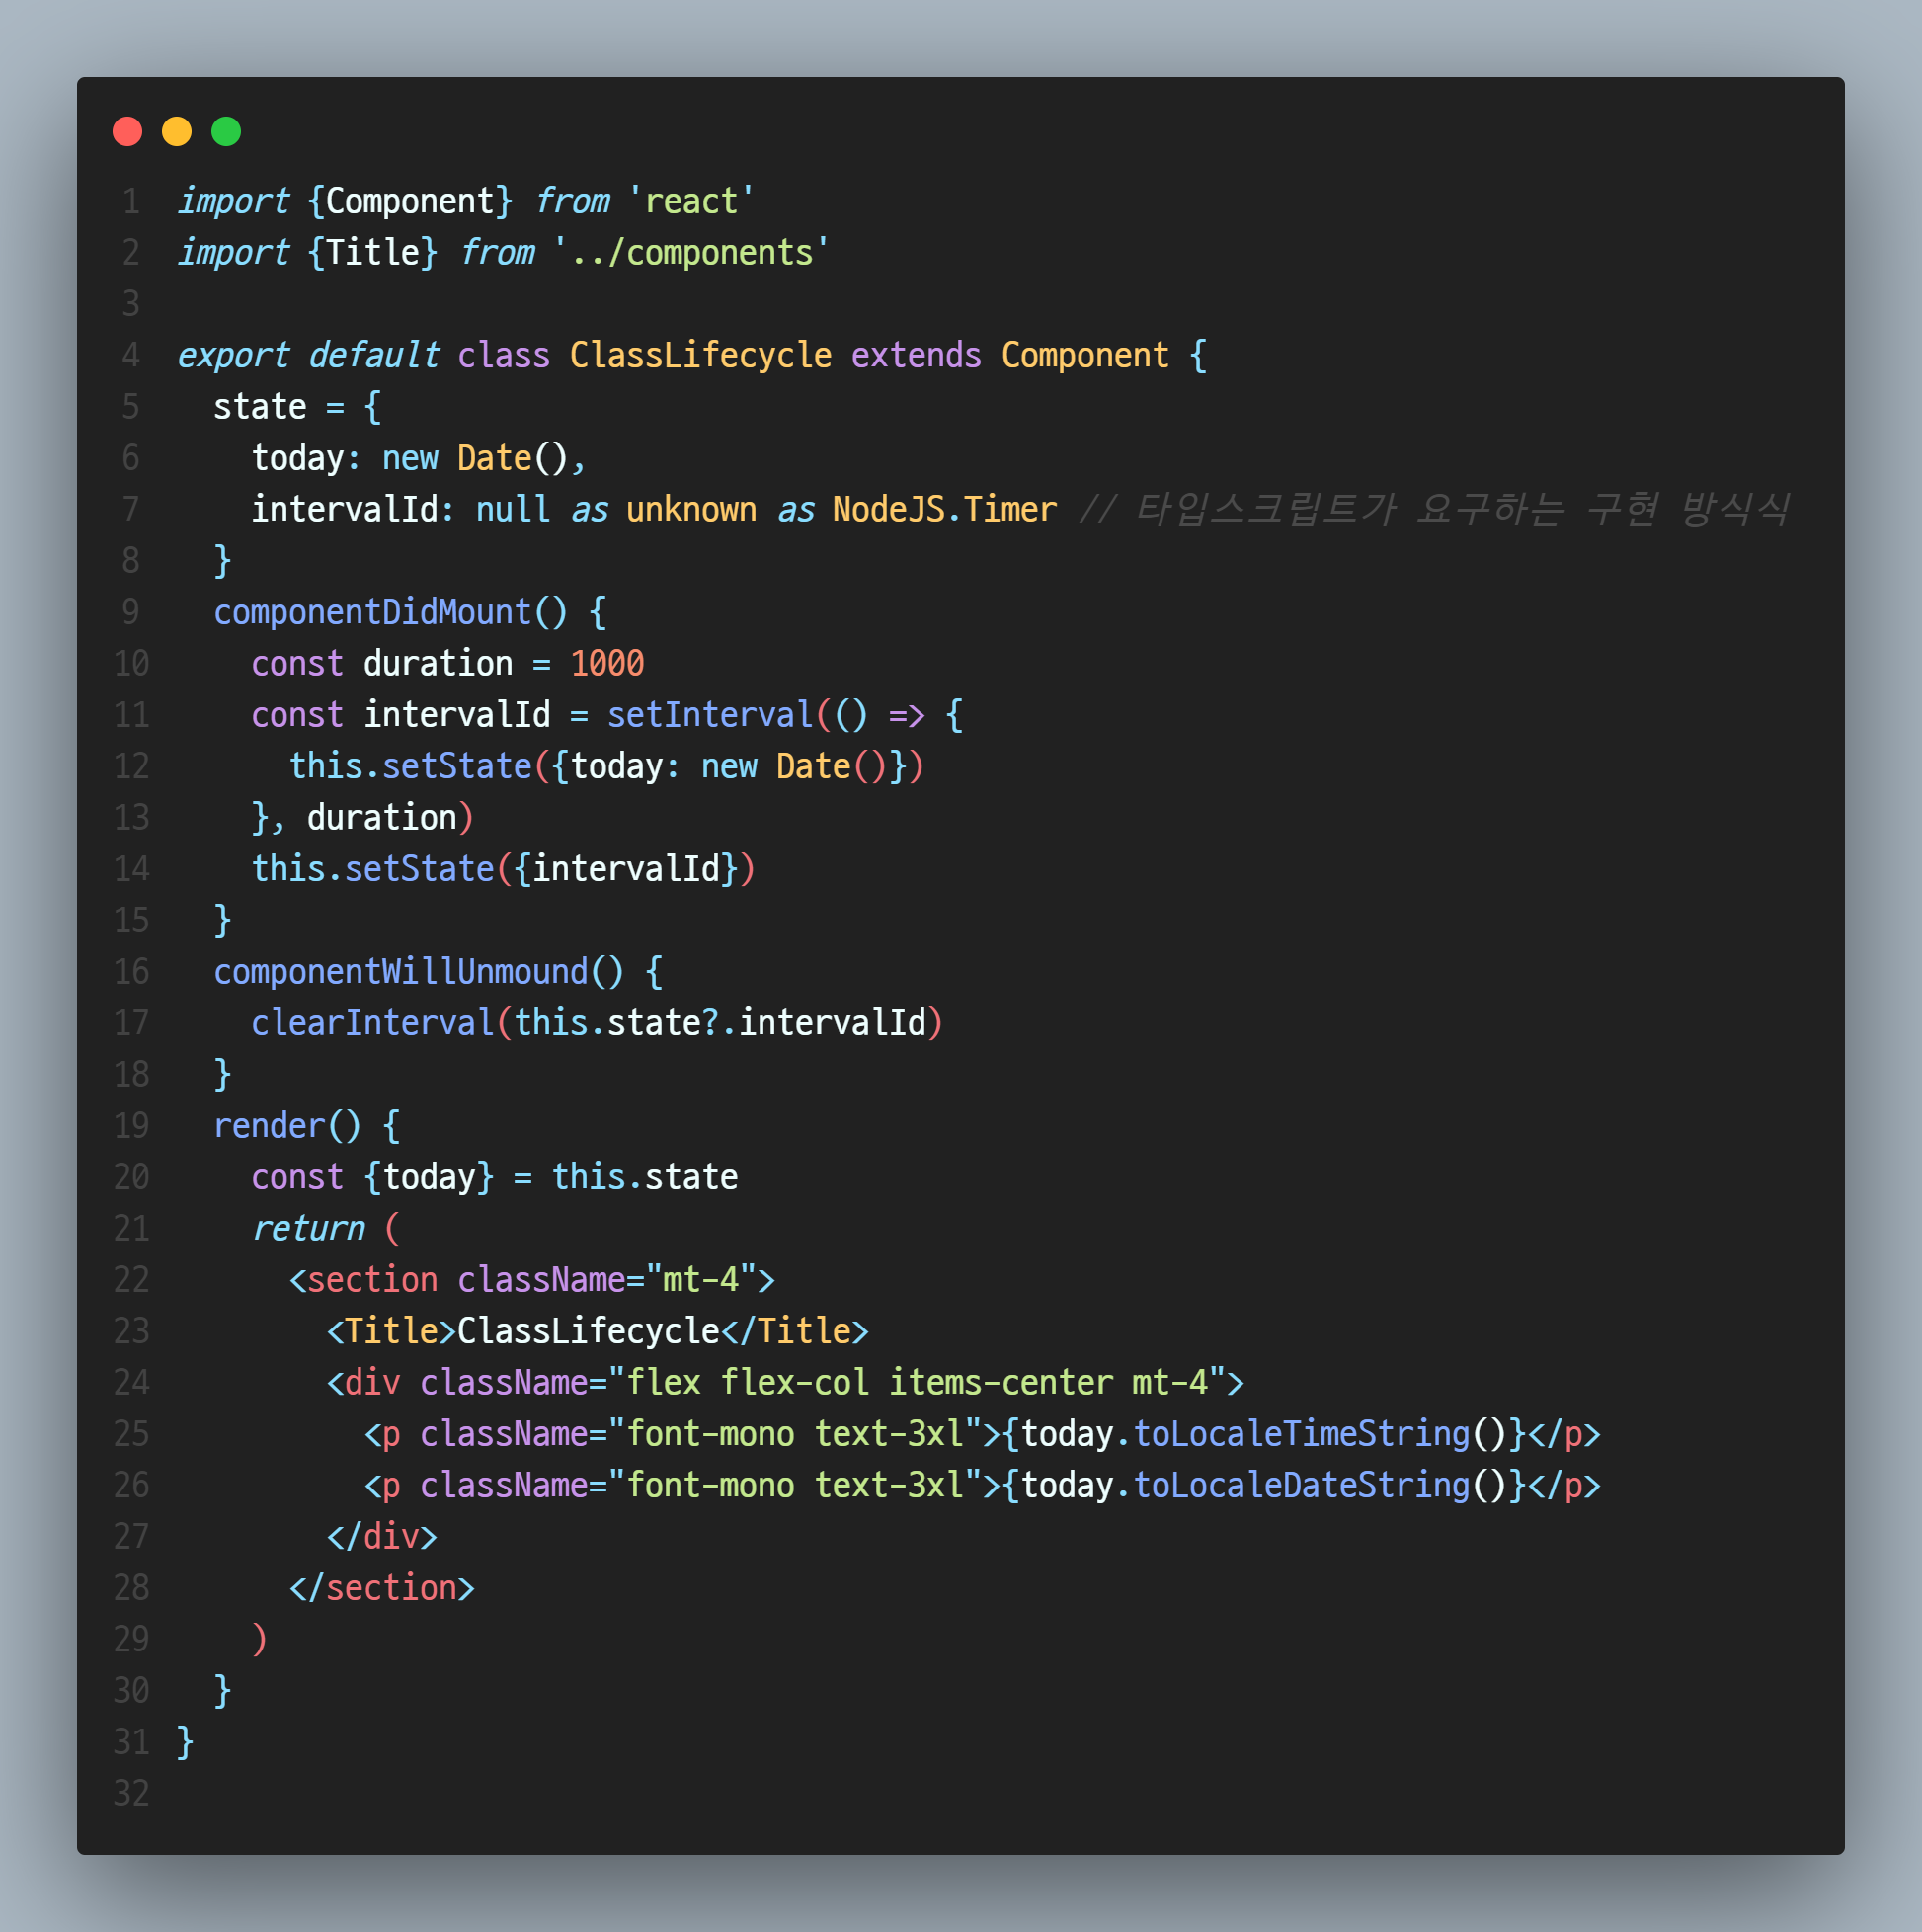 1 import {Component} from 'react'
2 import {Title} from '../components'
3
4 export default class ClassLifecycle extends Component {
5   state = {
6     today: new Date(),
7     intervalId: null as unknown as NodeJS.Timer // 타입스크립트가 요구하는 구현 방식식
8   }
9   componentDidMount() {
10     const duration = 1000
11     const intervalId = setInterval(() => {
12       this.setState({today: new Date()})
13     }, duration)
14     this.setState({intervalId})
15   }
16   componentWillUnmound() {
17     clearInterval(this.state?.intervalId)
18   }
19   render() {
20     const {today} = this.state
21     return (
22       <section className="mt-4">
23         <Title>ClassLifecycle</Title>
24         <div className="flex flex-col items-center mt-4">
25           <p className="font-mono text-3xl">{today.toLocaleTimeString()}</p>
26           <p className="font-mono text-3xl">{today.toLocaleDateString()}</p>
27         </div>
28       </section>
29     )
30   }
31 }
32